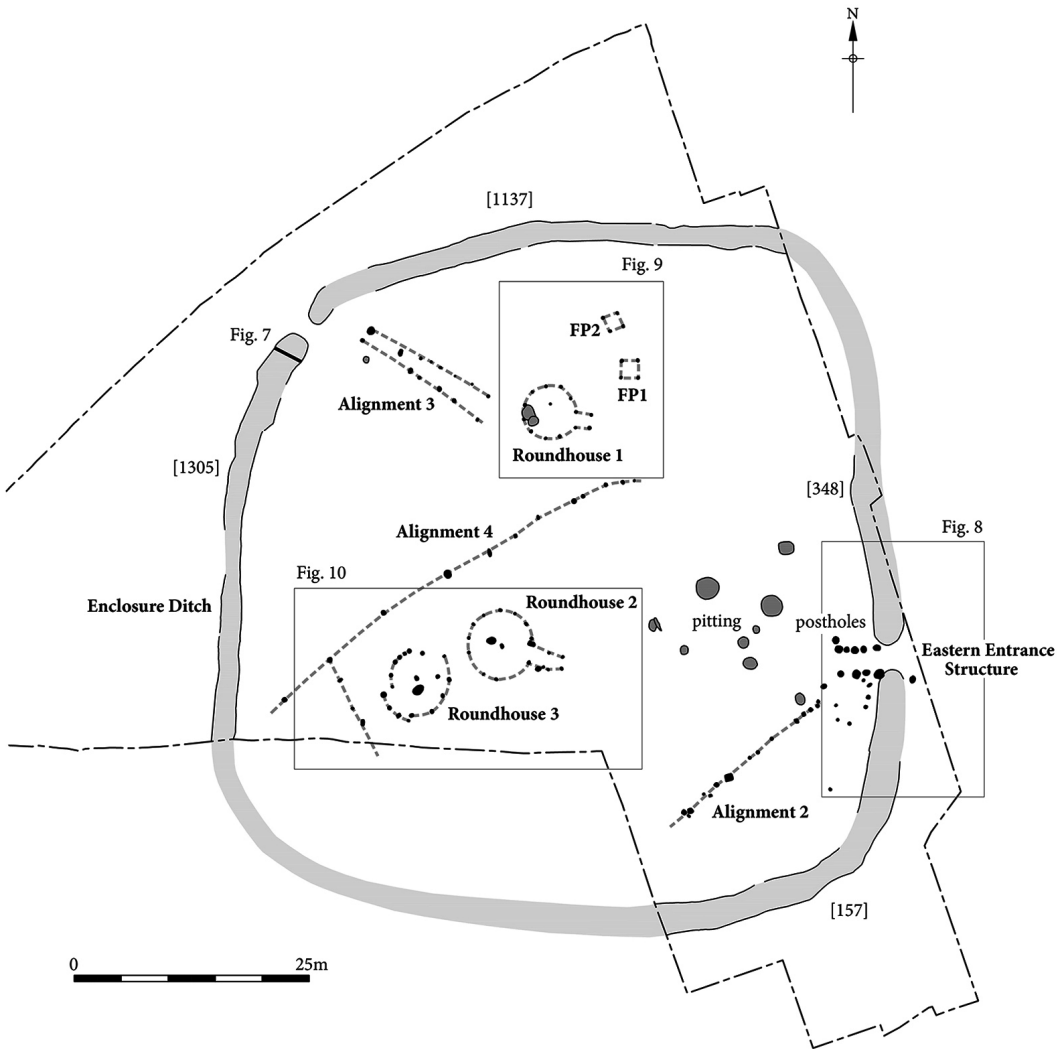 N
[1137]
Fig. 9
Fig. 7
FP2
FP1
Alignment 3
Roundhouse 1
[1305]
[348]
Alignment 4
Fig. 8
Fig. 10
Enclosure Ditch
Roundhouse 2
pitting
postholes
Eastern Entrance
Structure
Roundhouse 3
Alignment 2
[157]
0
25m